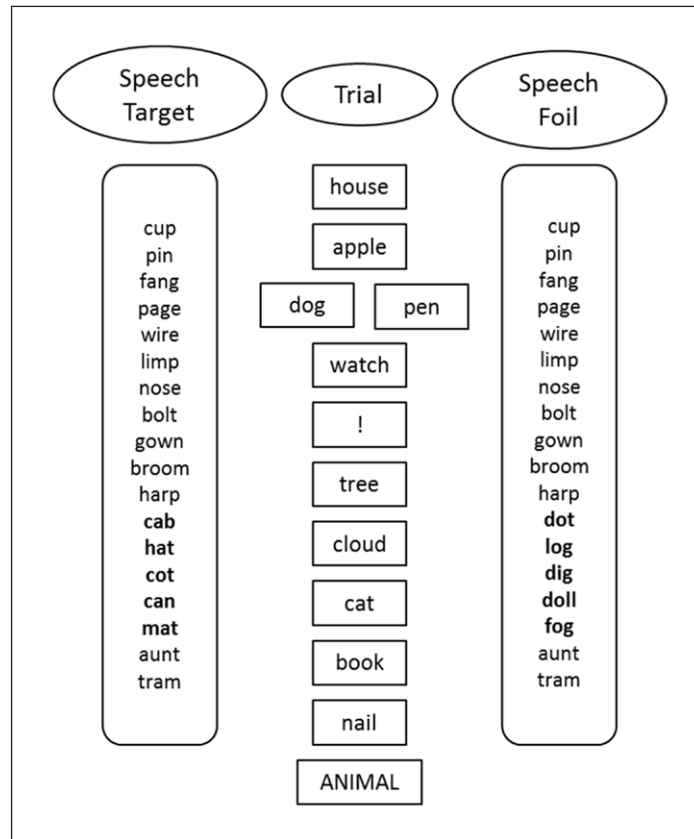 Speech
Target
Trial
Speech
Foil
cup
pin
fang
page
wire
limp
nose
bolt
gown
broom
harp
cab
hat
cot
can
mat
aunt
tram
house
apple
dog pen
watch
!
tree
cloud
cat
book
nail
ANIMAL
cup
pin
fang
page
wire
limp
nose
bolt
gown
broom
harp
dot
log
dig
doll
fog
aunt
tram